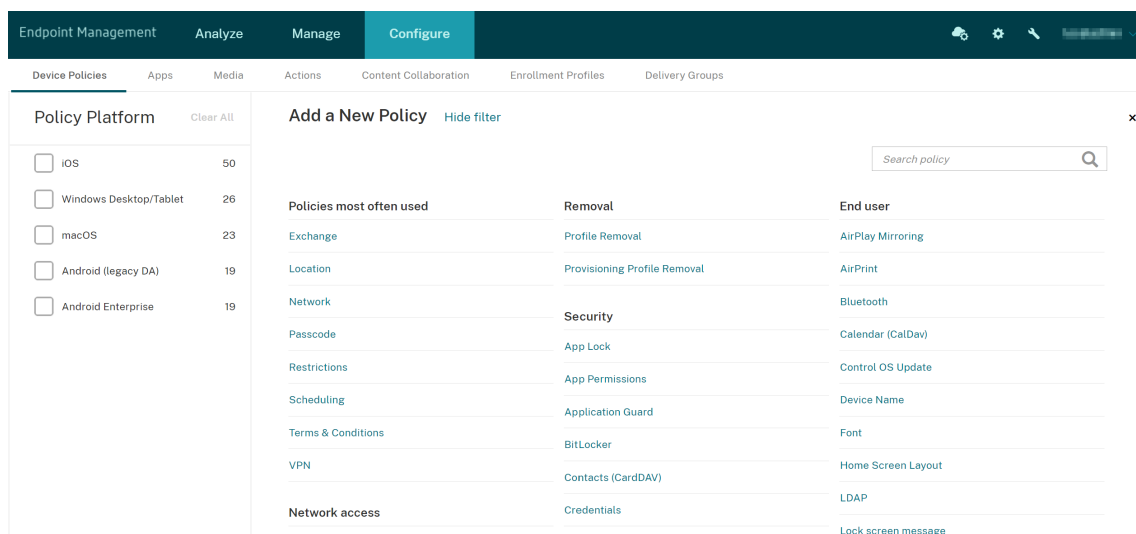 Endpoint Management Analyze Manage Configure
Device Policies Apps Media Actions Content Collaboration Enrollment Profiles Delivery Groups
Policy Platform Clear All
iOS 50
Windows Desktop/Tablet 26
macOS 23
Android (legacy DA) 19
Android Enterprise 19
Add a New Policy Hide filter
Search policy
Policies most often used
Exchange
Location
Network
Passcode
Restrictions
Scheduling
Terms & Conditions
VPN
Network access
Removal
Profile Removal
Provisioning Profile Removal
Security
App Lock
App Permissions
Application Guard
BitLocker
Contacts (CardDAV)
Credentials
End user
AirPlay Mirroring
AirPrint
Bluetooth
Calendar (CalDav)
Control OS Update
Device Name
Font
Home Screen Layout
LDAP
Lock screen message